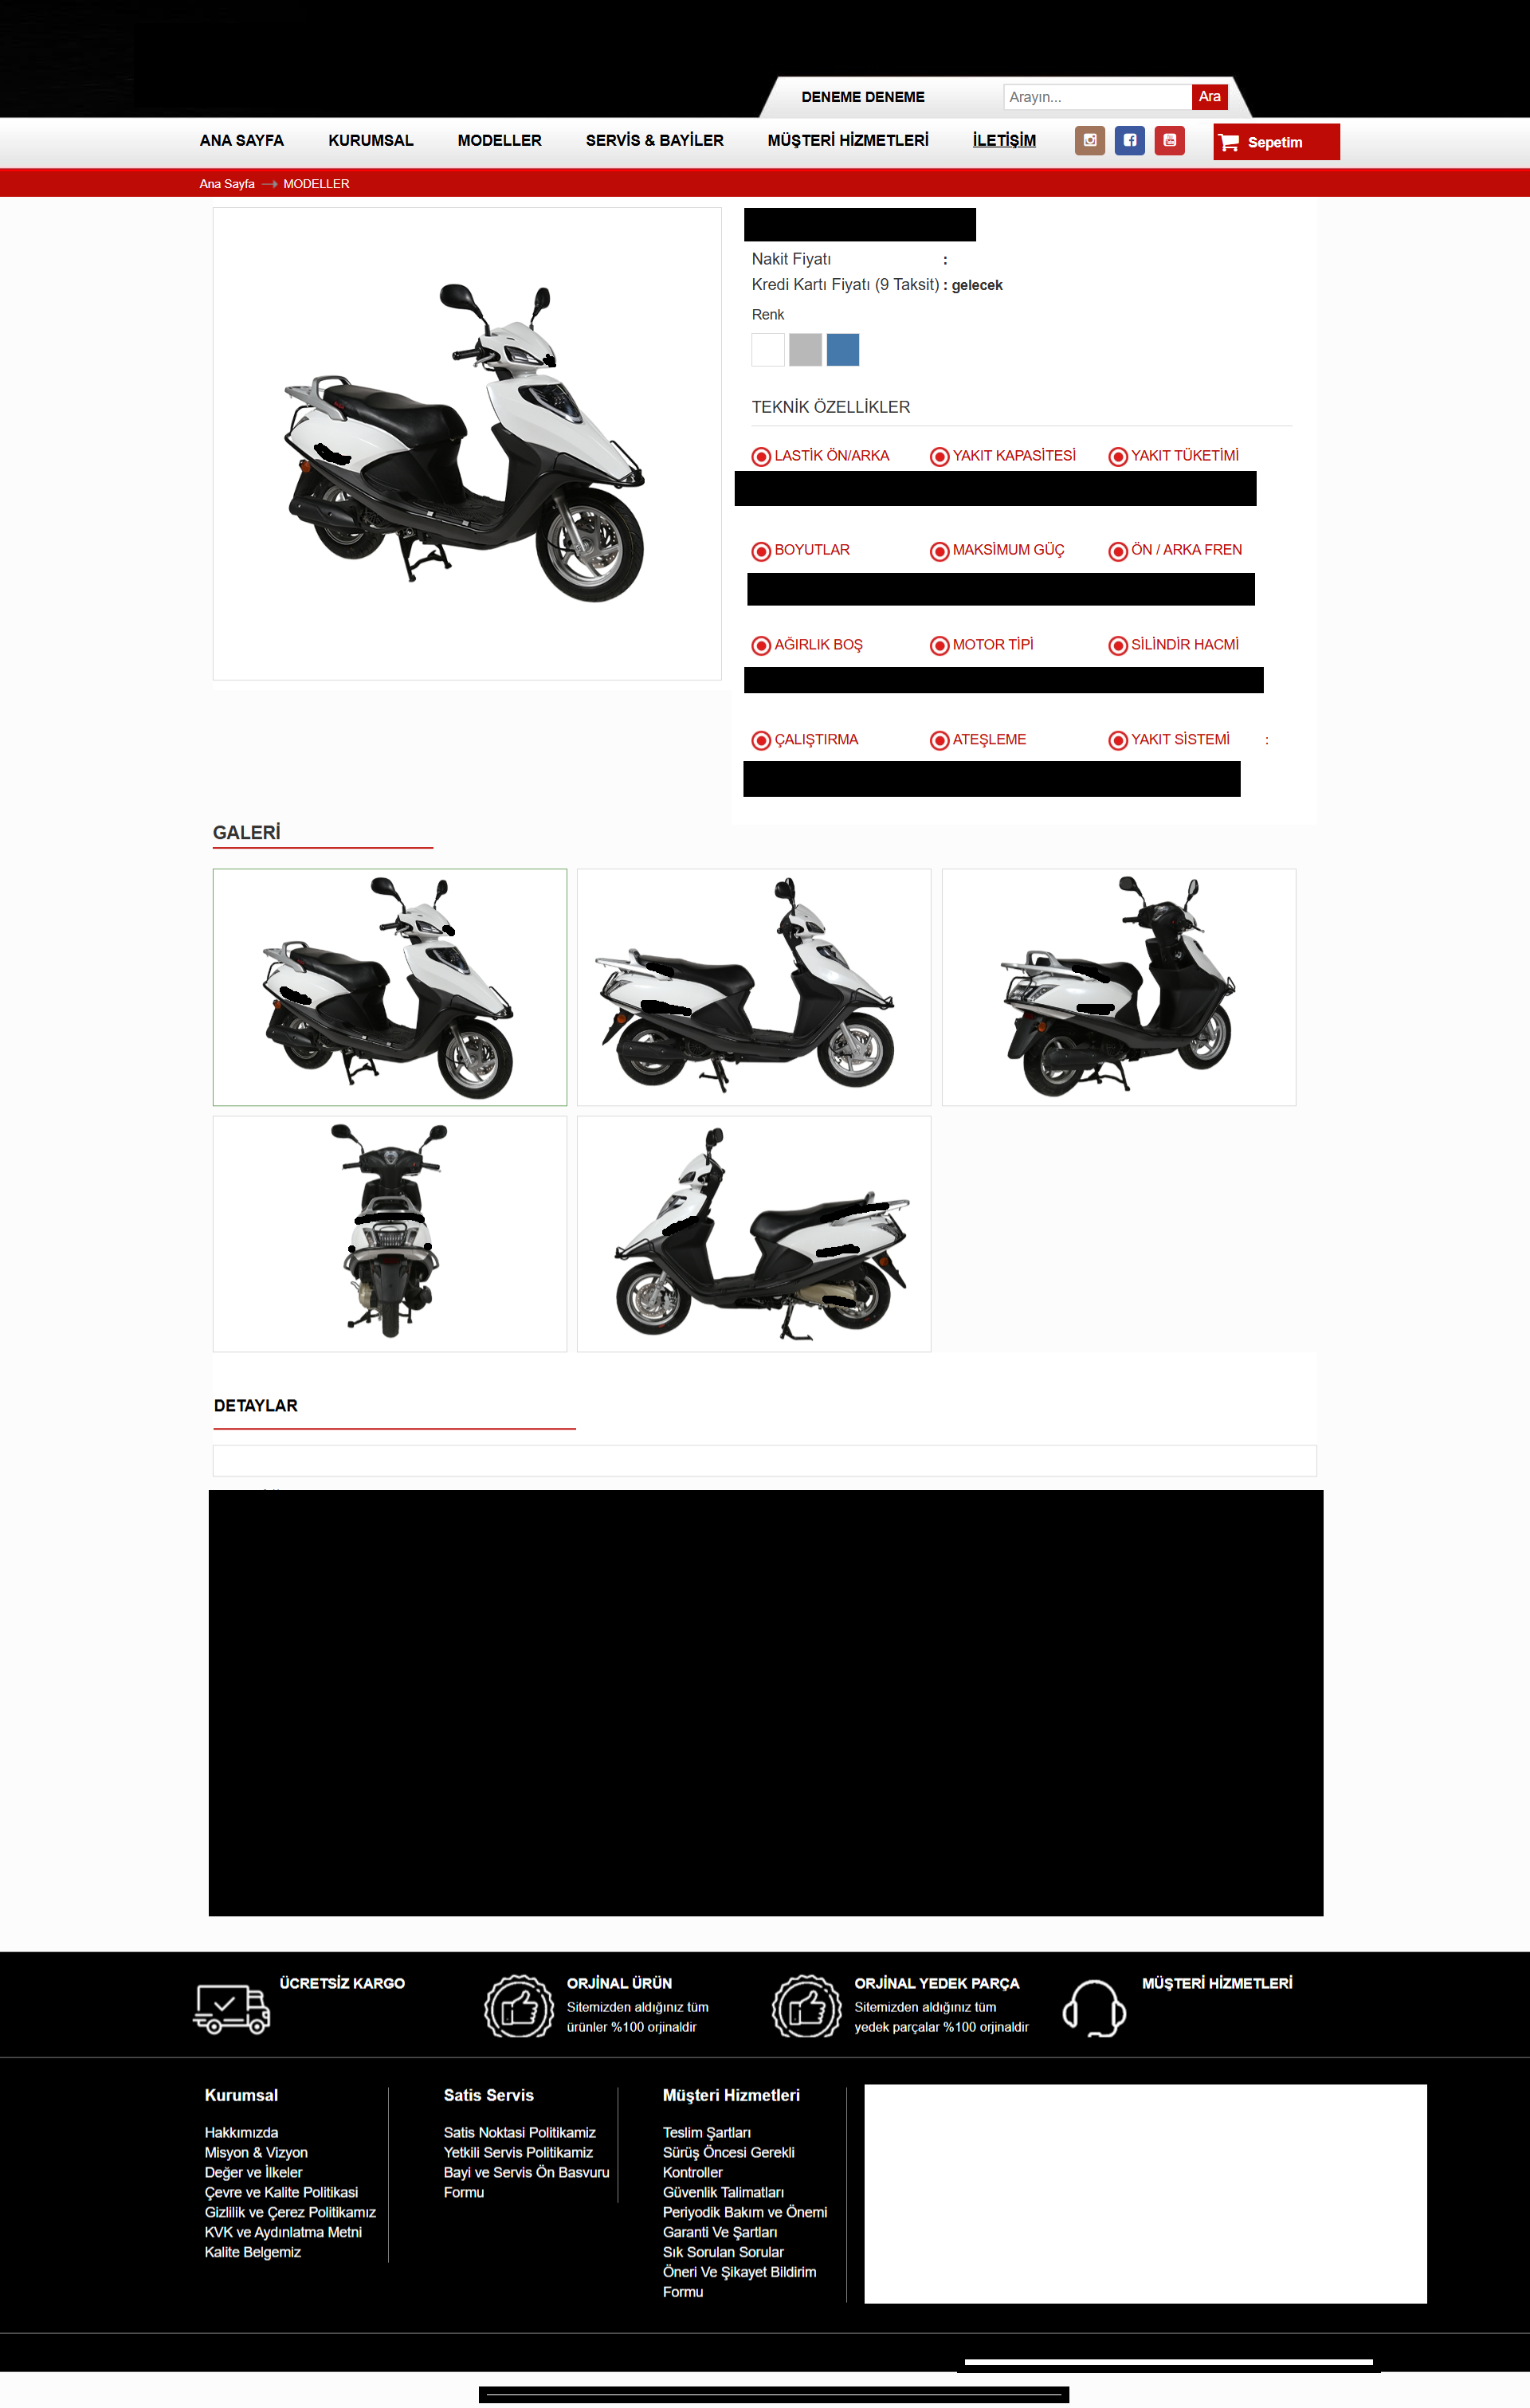 DENEME DENEME
Arayın...
Ara
ANA SAYFA
KURUMSAL
MODELLER
SERVİS & BAYİLER
MÜŞTERİ HİZMETLERİ
İLETİŞİM
Sepetim
Ana Sayfa
MODELLER
Nakit Fiyatı :
Kredi Kartı Fiyatı (9 Taksit) : gelecek
Renk
TEKNİK ÖZELLİKLER
LASTİK ÖN/ARKA
YAKIT KAPASİTESİ
YAKIT TÜKETİMİ
BOYUTLAR
MAKSİMUM GÜÇ
ÖN / ARKA FREN
AĞIRLIK BOŞ
MOTOR TİPİ
SİLİNDİR HACMİ
ÇALIŞTIRMA
ATEŞLEME
YAKIT SİSTEMİ :
GALERİ
DETAYLAR
ÜCRETSİZ KARGO
ORJİNAL ÜRÜN
Sitemizden aldığınız tüm
ürünler %100 orjinaldir
ORJİNAL YEDEK PARÇA
Sitemizden aldığınız tüm
yedek parçalar %100 orjinaldir
MÜŞTERİ HİZMETLERİ
Kurumsal
Hakkımızda
Misyon & Vizyon
Değer ve İlkeler
Çevre ve Kalite Politikasi
Gizlilik ve Çerez Politikamız
KVK ve Aydınlatma Metni
Kalite Belgemiz
Satis Servis
Satis Noktasi Politikamiz
Yetkili Servis Politikamiz
Bayi ve Servis Ön Basvuru
Formu
Müşteri Hizmetleri
Teslim Şartları
Sürüş Öncesi Gerekli
Kontroller
Güvenlik Talimatları
Periyodik Bakım ve Önemi
Garanti Ve Şartları
Sık Sorulan Sorular
Öneri Ve Şikayet Bildirim
Formu